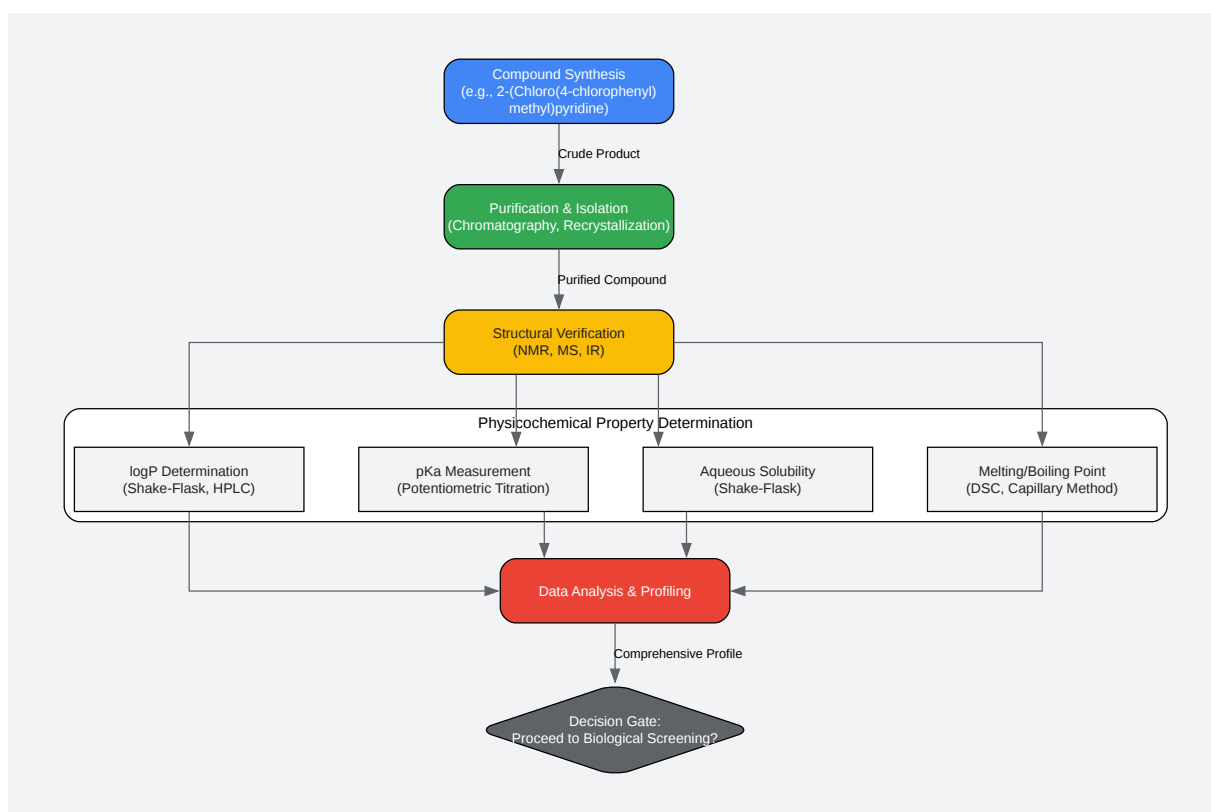 Compound Synthesis
(e.g., 2-(Chloro(4-chlorophenyl)
methyl)pyridine)
Crude Product
Purification & Isolation
(Chromatography, Recrystallization)
Purified Compound
Structural Verification
(NMR, MS, IR)
Physicochemical Property Determination
logP Determination
(Shake-Flask, HPLC)
pKa Measurement
(Potentiometric Titration)
Aqueous Solubility
(Shake-Flask)
Melting/Boiling Point
(DSC, Capillary Method)
Data Analysis & Profiling
Comprehensive Profile
Decision Gate:
Proceed to Biological Screening?